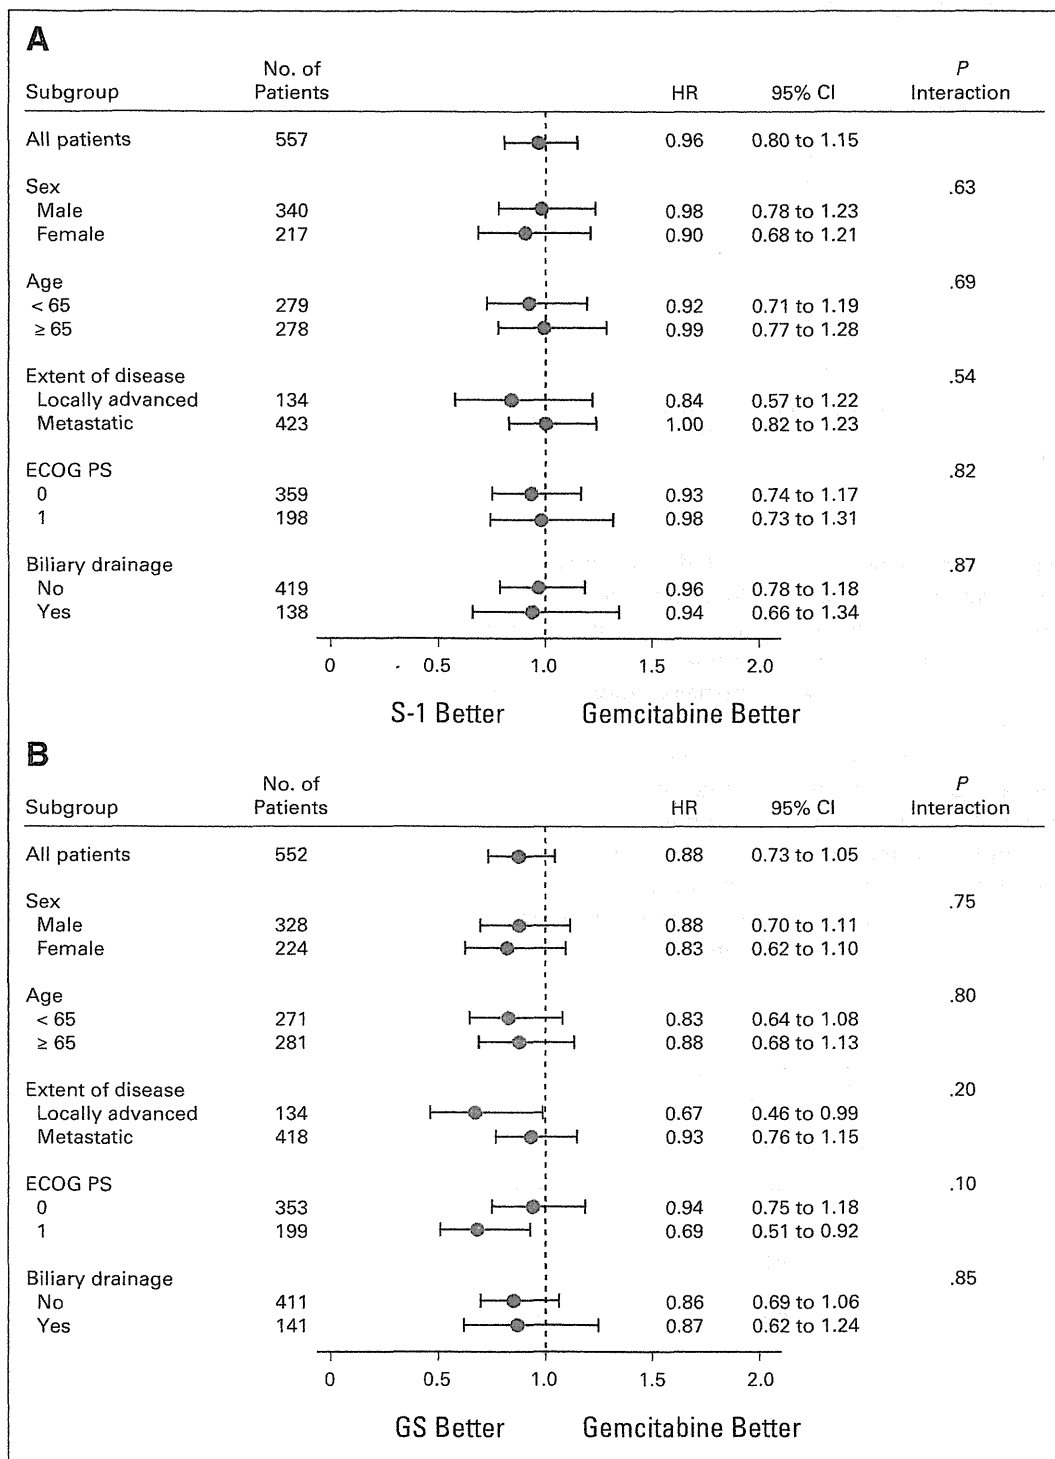 A
No. of
P
Subgroup Patients HR 95% CI Interaction
All patients 557 0.96 0.80 to 1.15
Sex .63
Male 340 0.98 0.78 to 1.23
Female 217 0.90 0.68 to 1.21
Age .69
< 65 279 0.92 0.71 to 1.19
≥ 65 278 0.99 0.77 to 1.28
Extent of disease .54
Locally advanced 134 0.84 0.57 to 1.22
Metastatic 423 1.00 0.82 to 1.23
ECOG PS .82
0 359 0.93 0.74 to 1.17
1 198 0.98 0.73 to 1.31
Biliary drainage .87
No 419 0.96 0.78 to 1.18
Yes 138 0.94 0.66 to 1.34
0 0.5 1.0 1.5 2.0
S-1 Better Gemcitabine Better
B
No. of
P
Subgroup Patients HR 95% CI Interaction
All patients 552 0.88 0.73 to 1.05
Sex .75
Male 328 0.88 0.70 to 1.11
Female 224 0.83 0.62 to 1.10
Age .80
< 65 271 0.83 0.64 to 1.08
≥ 65 281 0.88 0.68 to 1.13
Extent of disease .20
Locally advanced 134 0.67 0.46 to 0.99
Metastatic 418 0.93 0.76 to 1.15
ECOG PS .10
0 353 0.94 0.75 to 1.18
1 199 0.69 0.51 to 0.92
Biliary drainage .85
No 411 0.86 0.69 to 1.06
Yes 141 0.87 0.62 to 1.24
0 0.5 1.0 1.5 2.0
GS Better Gemcitabine Better